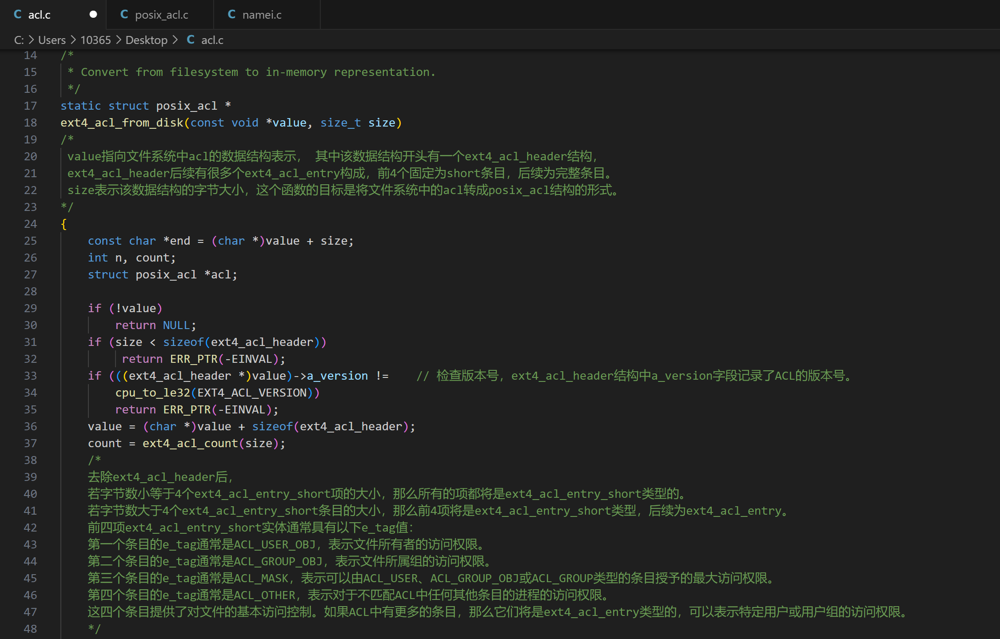 C acl.c ● C posix_acl.c C namei.c
C: > Users > 10365 > Desktop > C acl.c
14 /*
15 * Convert from filesystem to in-memory representation.
16 */
17 static struct posix_acl *
18 ext4_acl_from_disk(const void *value, size_t size)
19 /*
20 value指向文件系统中acl的数据结构表示， 其中该数据结构开头有一个ext4_acl_header结构，
21 ext4_acl_header后续有很多个ext4_acl_entry构成，前4个固定为short条目，后续为完整条目。
22 size表示该数据结构的字节大小，这个函数的目标是将文件系统中的acl转成posix_acl结构的形式。
23 */
24 {
25 const char *end = (char *)value + size;
26 int n, count;
27 struct posix_acl *acl;
28
29 if (!value)
30 return NULL;
31 if (size < sizeof(ext4_acl_header))
32 return ERR_PTR(-EINVAL);
33 if (((ext4_acl_header *)value)->a_version != // 检查版本号，ext4_acl_header结构中a_version字段记录了ACL的版本号。
34 cpu_to_le32(EXT4_ACL_VERSION))
35 return ERR_PTR(-EINVAL);
36 value = (char *)value + sizeof(ext4_acl_header);
37 count = ext4_acl_count(size);
38 /*
39 去除ext4_acl_header后，
40 若字节数小等于4个ext4_acl_entry_short项的大小，那么所有的项都将是ext4_acl_entry_short类型的。
41 若字节数大于4个ext4_acl_entry_short条目的大小，那么前4项将是ext4_acl_entry_short类型，后续为ext4_acl_entry。
42 前四项ext4_acl_entry_short实体通常具有以下e_tag值：
43 第一个条目的e_tag通常是ACL_USER_OBJ，表示文件所有者的访问权限。
44 第二个条目的e_tag通常是ACL_GROUP_OBJ，表示文件所属组的访问权限。
45 第三个条目的e_tag通常是ACL_MASK，表示可以由ACL_USER、ACL_GROUP_OBJ或ACL_GROUP类型的条目授予的最大访问权限。
46 第四个条目的e_tag通常是ACL_OTHER，表示对于不匹配ACL中任何其他条目的进程的访问权限。
47 这四个条目提供了对文件的基本访问控制。如果ACL中有更多的条目，那么它们将是ext4_acl_entry类型的，可以表示特定用户或用户组的访问权限。
48 */